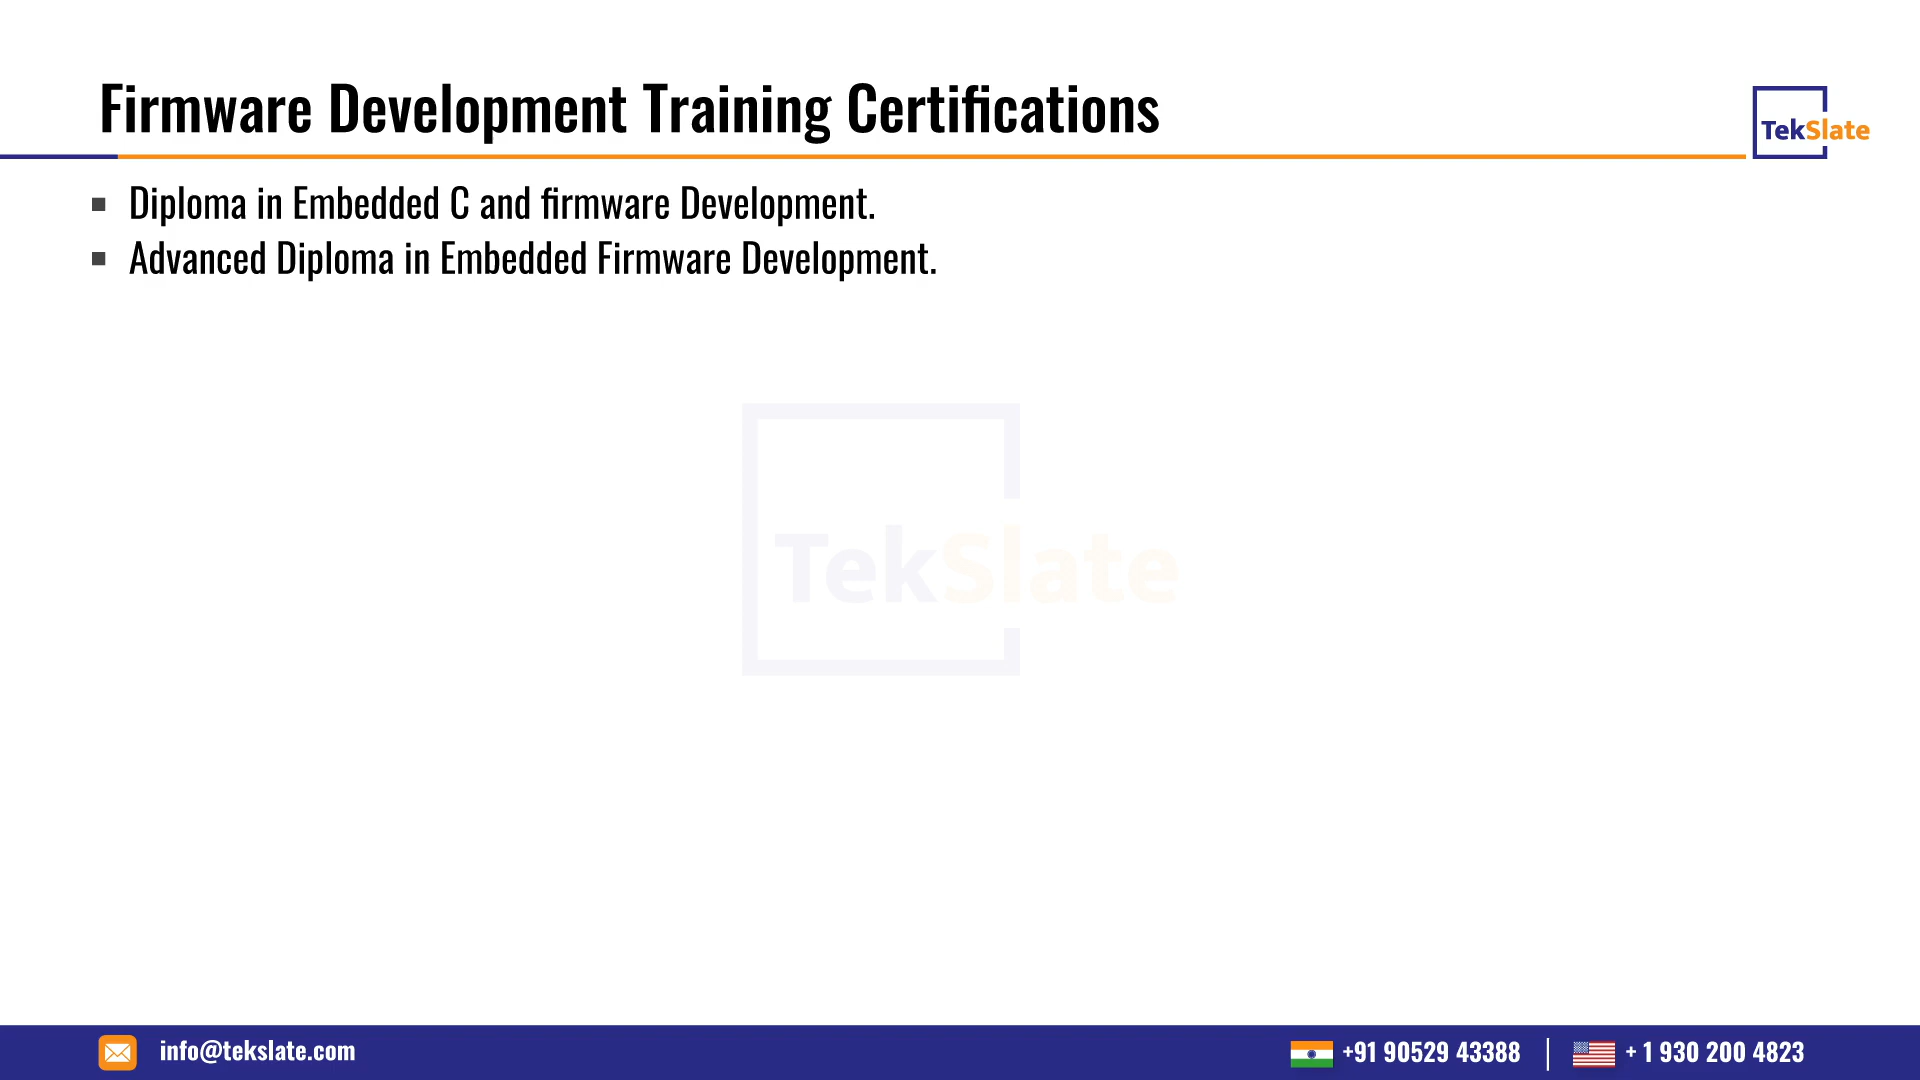 Firmware Development Training Certifications
TekSlate
Diploma in Embedded C and firmware Development.
Advanced Diploma in Embedded Firmware Development.
TekSlate
info@tekslate.com
+91 90529 43388
+ 1 930 200 4823